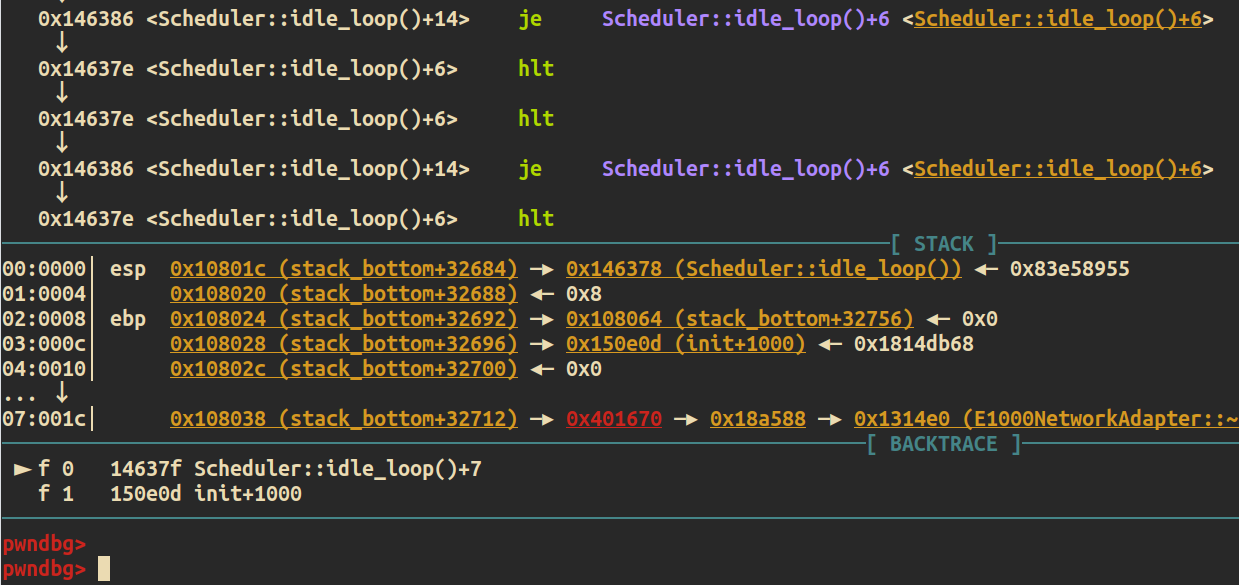 0x146386 <Scheduler::idle_loop()+14> je Scheduler::idle_loop()+6 <Scheduler::idle_loop()+6>
↓
0x14637e <Scheduler::idle_loop()+6> hlt
↓
0x14637e <Scheduler::idle_loop()+6> hlt
↓
0x146386 <Scheduler::idle_loop()+14> je Scheduler::idle_loop()+6 <Scheduler::idle_loop()+6>
↓
0x14637e <Scheduler::idle_loop()+6> hlt
[ STACK ]
00:0000│ esp 0x10801c (stack_bottom+32684) —▸ 0x146378 (Scheduler::idle_loop()) ◂— 0x83e58955
01:0004│ 0x108020 (stack_bottom+32688) ◂— 0x8
02:0008│ ebp 0x108024 (stack_bottom+32692) —▸ 0x108064 (stack_bottom+32756) ◂— 0x0
03:000c│ 0x108028 (stack_bottom+32696) —▸ 0x150e0d (init+1000) ◂— 0x1814db68
04:0010│ 0x10802c (stack_bottom+32700) ◂— 0x0
... ↓
07:001c│ 0x108038 (stack_bottom+32712) —▸ 0x401670 —▸ 0x18a588 —▸ 0x1314e0 (E1000NetworkAdapter::~
[ BACKTRACE ]
► f 0 14637f Scheduler::idle_loop()+7
f 1 150e0d init+1000
pwndbg>
pwndbg>